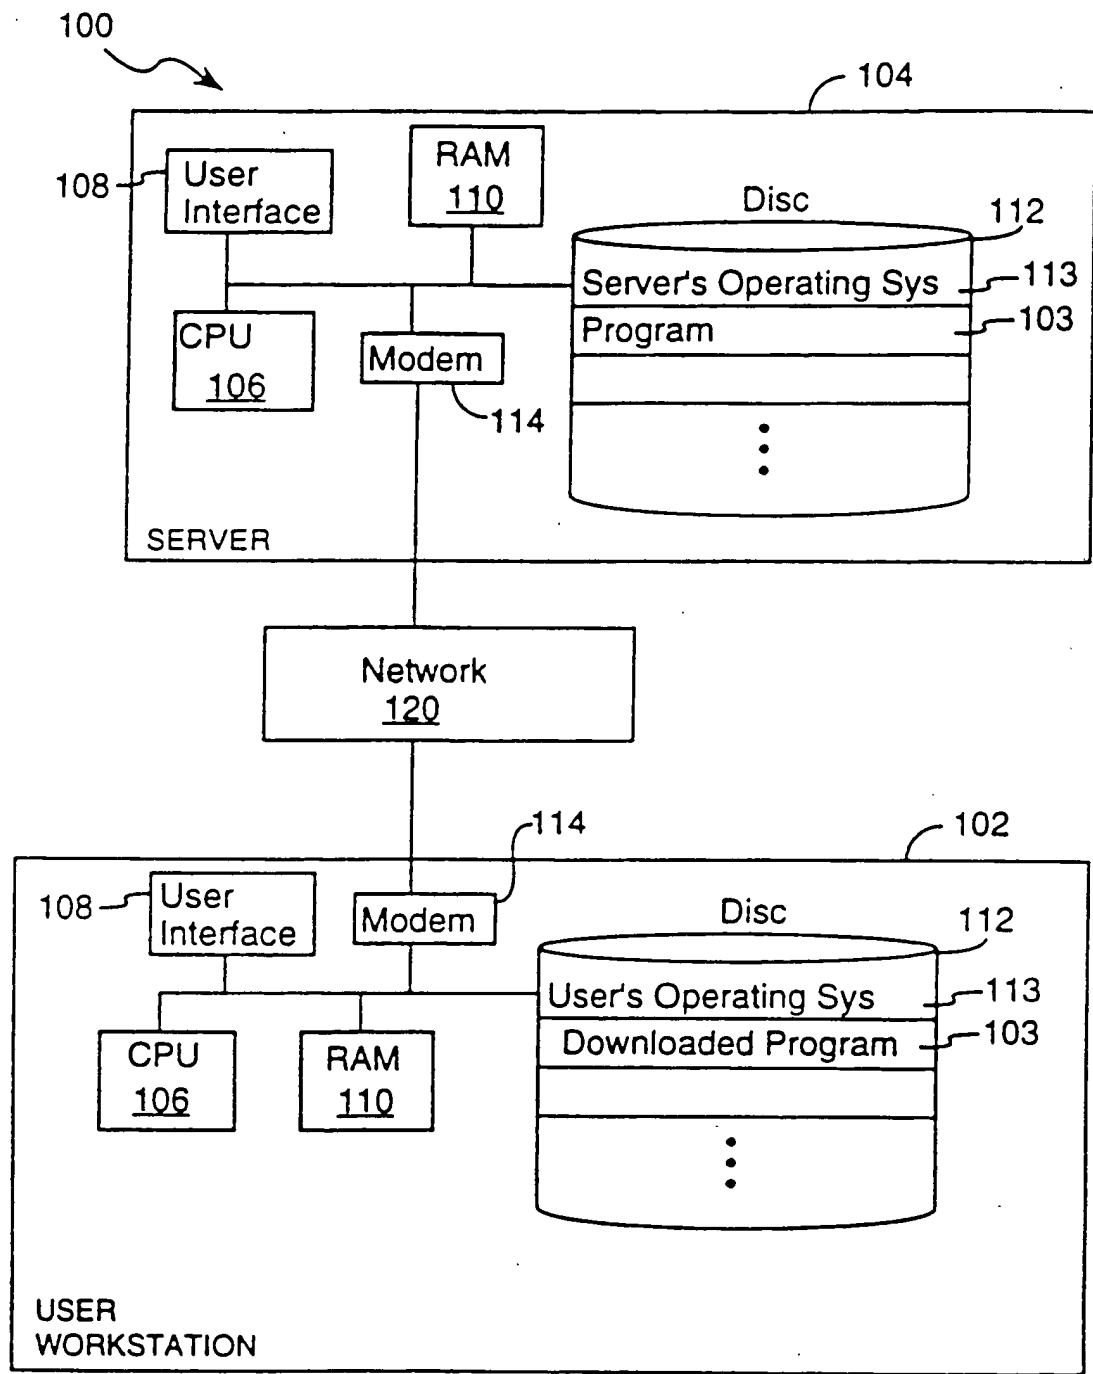 100
104
108
User
Interface
RAM
110
Disc
112
Server's Operating Sys
113
Program
103
CPU
106
Modem
114
SERVER
Network
120
114
102
108
User
Interface
Modem
Disc
112
User's Operating Sys
113
Downloaded Program
103
CPU
106
RAM
110
USER
WORKSTATION